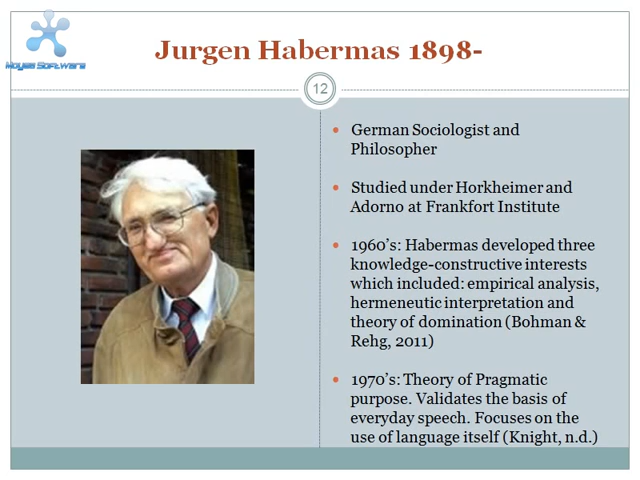 Moyea Software
Jurgen Habermas 1898-
12
German Sociologist and
Philosopher
Studied under Horkheimer and
Adorno at Frankfort Institute
1960’s: Habermas developed three
knowledge-constructive interests
which included: empirical analysis,
hermeneutic interpretation and
theory of domination (Bohman &
Rehg, 2011)
1970’s: Theory of Pragmatic
purpose. Validates the basis of
everyday speech. Focuses on the
use of language itself (Knight, n.d.)